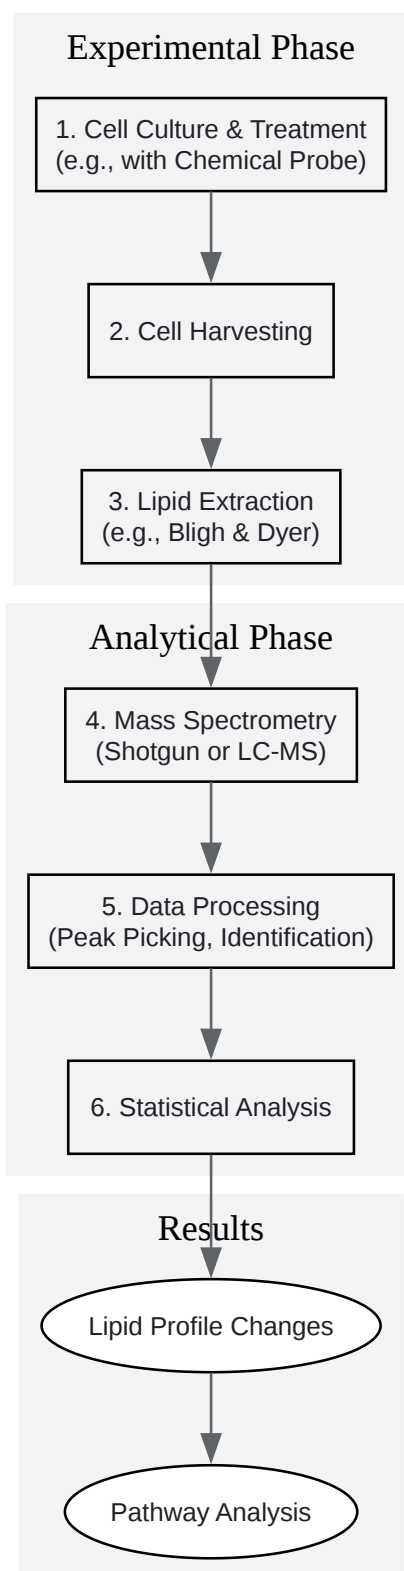 Experimental Phase
1. Cell Culture & Treatment
(e.g., with Chemical Probe)
2. Cell Harvesting
3. Lipid Extraction
(e.g., Bligh & Dyer)
Analytical Phase
4. Mass Spectrometry
(Shotgun or LC-MS)
5. Data Processing
(Peak Picking, Identification)
6. Statistical Analysis
Results
Lipid Profile Changes
Pathway Analysis